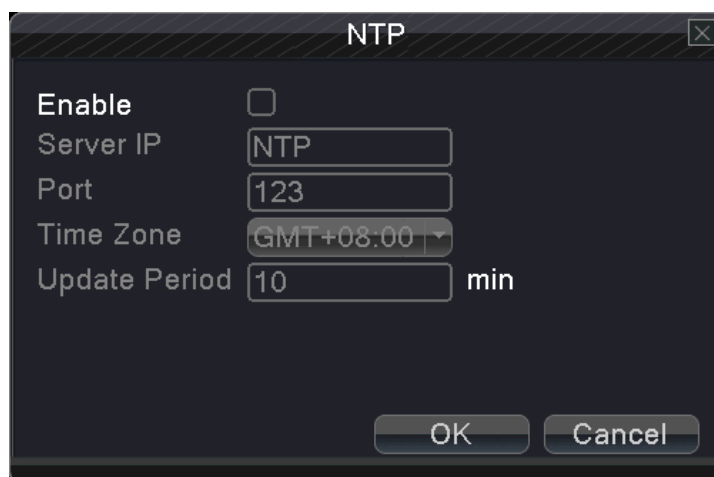 NTP
Enable
Server IP NTP
Port 123
Time Zone GMT+08:00
Update Period 10 min
OK Cancel